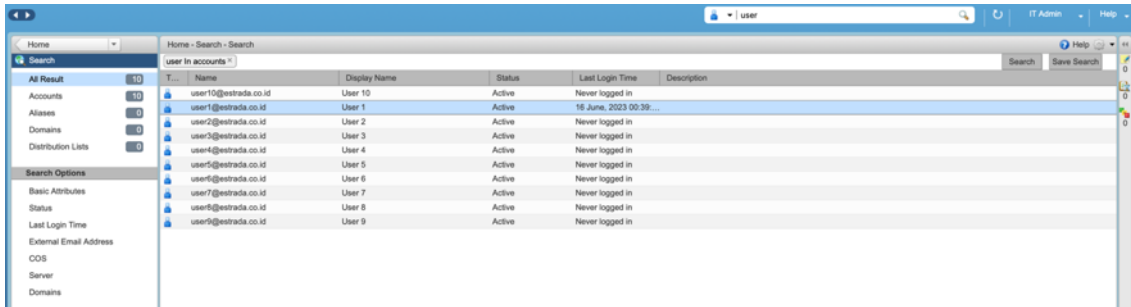 user
IT Admin
Help
Home
Home - Search - Search
Help
Search
user In accounts ×
Search
Save Search
All Result 10
Accounts 10
Aliases 0
Domains 0
Distribution Lists 0
Search Options
Basic Attributes
Status
Last Login Time
External Email Address
COS
Server
Domains
T... Name Display Name Status Last Login Time Description
user10@estrada.co.id User 10 Active Never logged in
user1@estrada.co.id User 1 Active 16 June, 2023 00:39:...
user2@estrada.co.id User 2 Active Never logged in
user3@estrada.co.id User 3 Active Never logged in
user4@estrada.co.id User 4 Active Never logged in
user5@estrada.co.id User 5 Active Never logged in
user6@estrada.co.id User 6 Active Never logged in
user7@estrada.co.id User 7 Active Never logged in
user8@estrada.co.id User 8 Active Never logged in
user9@estrada.co.id User 9 Active Never logged in
0
0
0